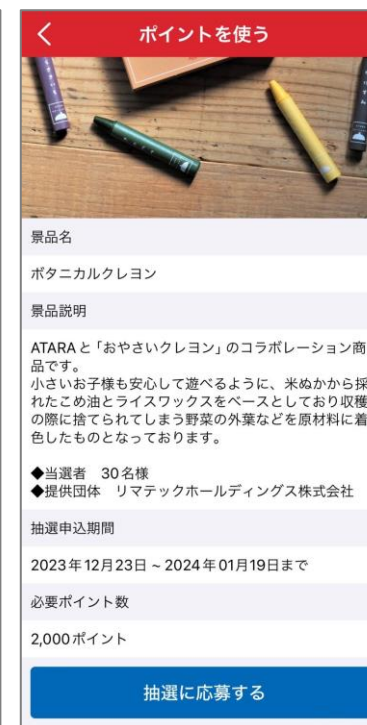 ポイントを使う
景品名
ボタニカルクレヨン
景品説明
ATARAと「おやさいクレヨン」のコラボレーション商
品です。
小さいお子様も安心して遊べるように、米ぬかから採
れたこめ油とライスワックスをベースとしており収穫
の際に捨てられてしまう野菜の外葉などを原材料に着
色したものとなっております。
◆当選者 30名様
◆提供団体 リマテックホールディングス株式会社
抽選申込期間
2023年12月23日 ~ 2024年01月19日まで
必要ポイント数
2,000ポイント
抽選に応募する